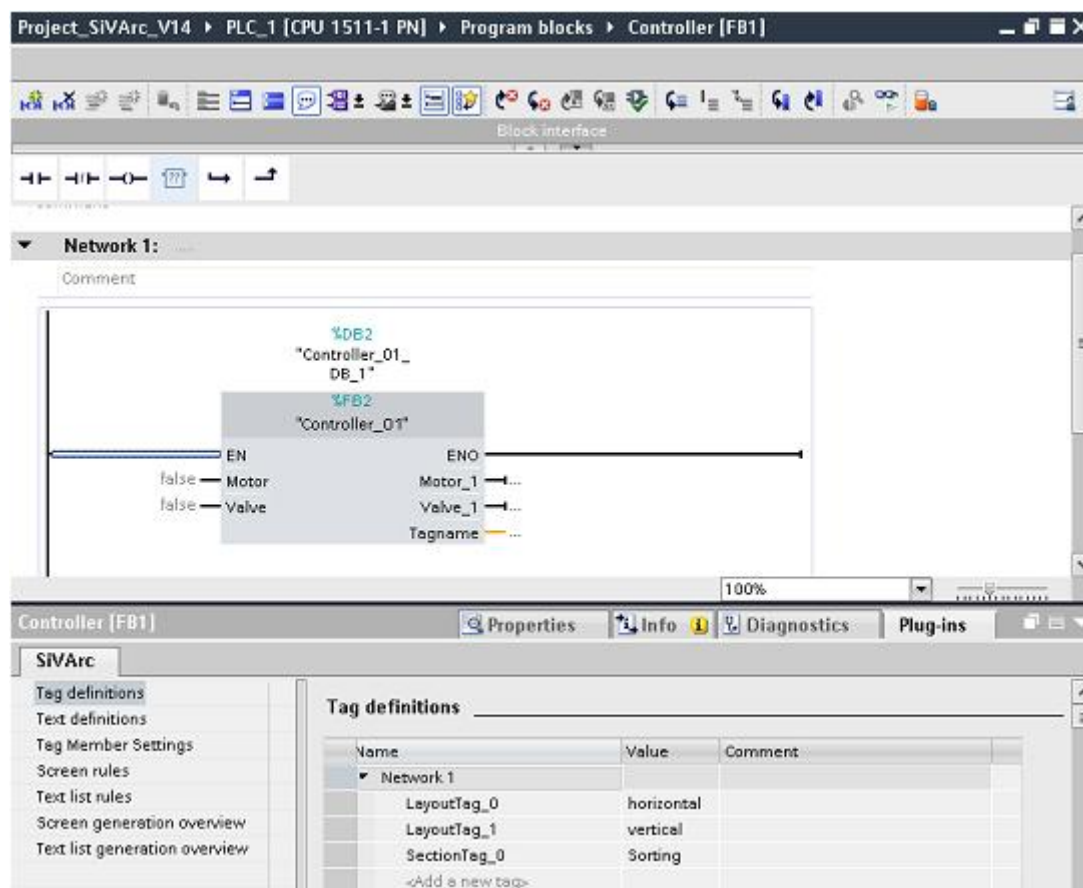 Project_SiVArc_V14 ▸ PLC_1 [CPU 1511-1 PN] ▸ Program blocks ▸ Controller [FB1]
Block interface
Network 1: .....
Comment
%DB2
"Controller_01_
DB_1"
%FB2
"Controller_01"
EN ENO
false Motor Motor_1 ...
false Valve Valve_1 ...
Tagname ...
100%
Controller [FB1] Properties Info Diagnostics Plug-ins
SiVArc
Tag definitions
Text definitions
Tag Member Settings
Screen rules
Text list rules
Screen generation overview
Text list generation overview
Tag definitions
Name Value Comment
Network 1
LayoutTag_0 horizontal
LayoutTag_1 vertical
SectionTag_0 Sorting
<Add a new tag>